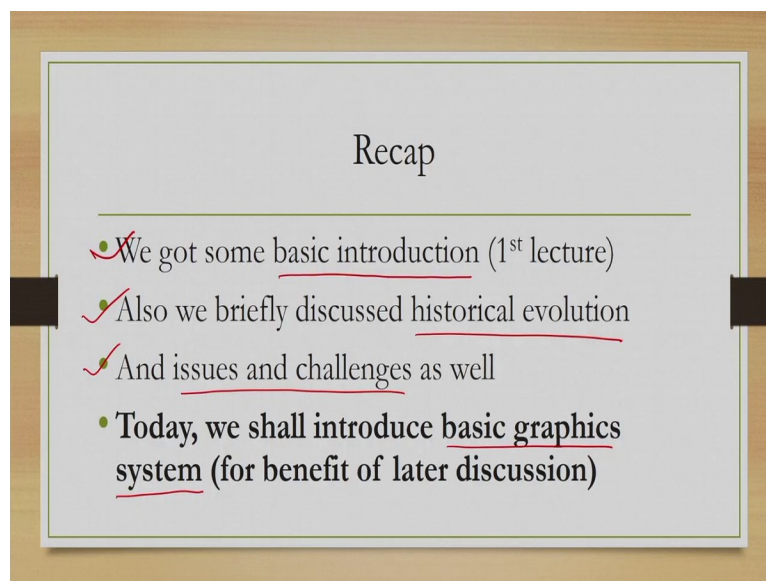 Recap
• We got some basic introduction (1st lecture)
• Also we briefly discussed historical evolution
• And issues and challenges as well
• Today, we shall introduce basic graphics
system (for benefit of later discussion)